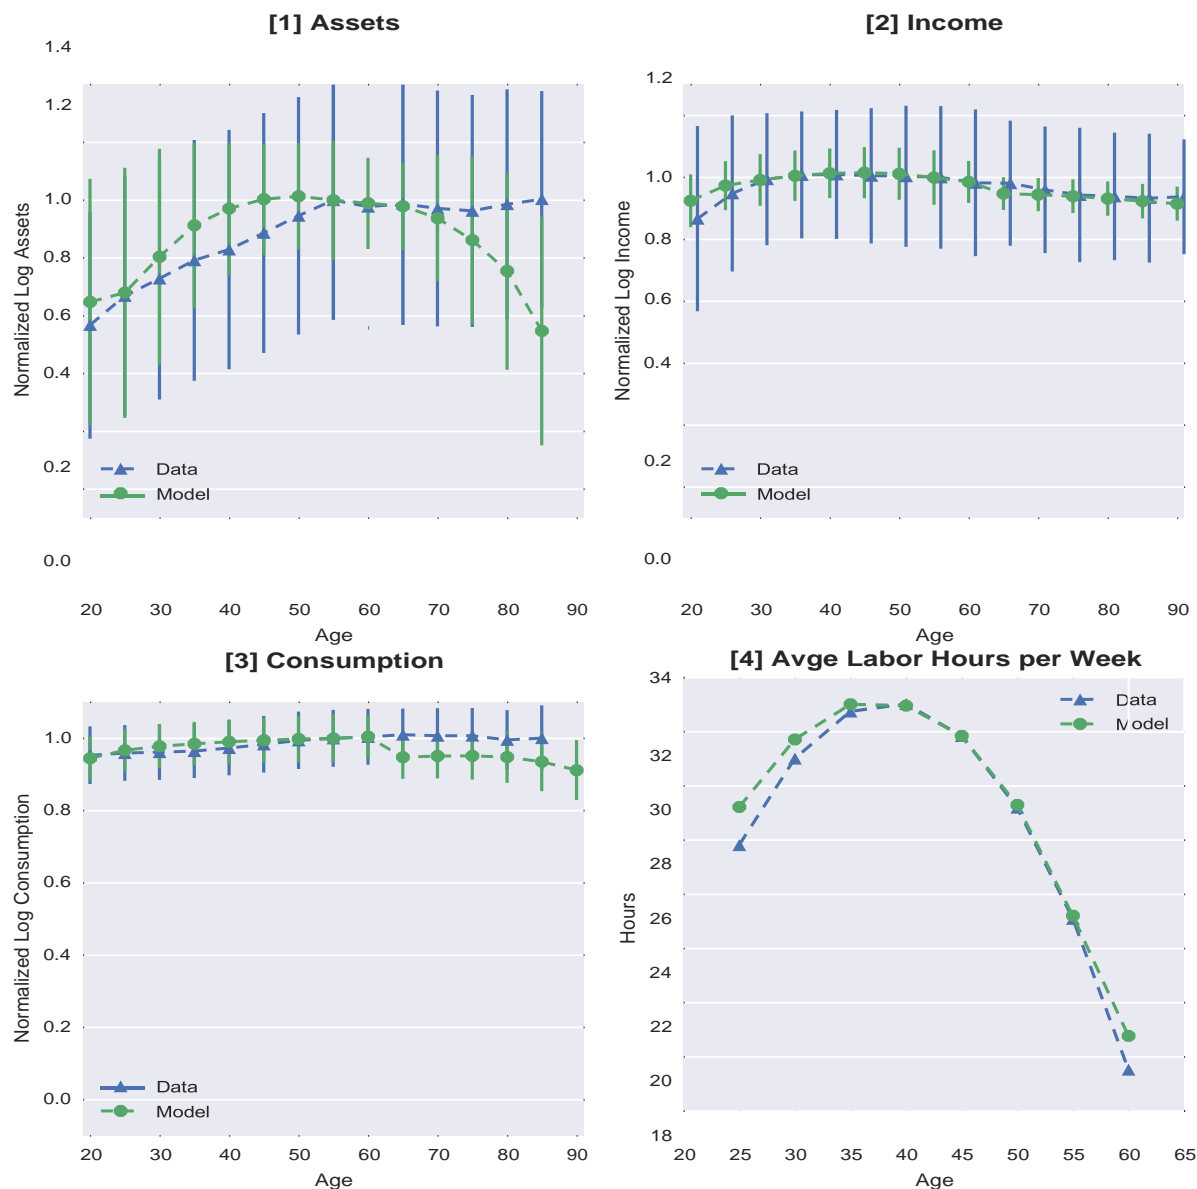 [1] Assets
1.4
1.2
1.0
0.8
0.6
0.4
0.2
0.0
Normalized Log Assets
Data
Model
20 30 40 50 60 70 80 90
Age
[2] Income
1.2
1.0
0.8
0.6
0.4
0.2
0.0
Normalized Log Income
Data
Model
20 30 40 50 60 70 80 90
Age
[3] Consumption
1.0
0.8
0.6
0.4
0.2
0.0
Normalized Log Consumption
Data
Model
20 30 40 50 60 70 80 90
Age
[4] Avge Labor Hours per Week
34
32
30
28
26
24
22
20
18
Hours
Data
Model
20 25 30 35 40 45 50 55 60 65
Age